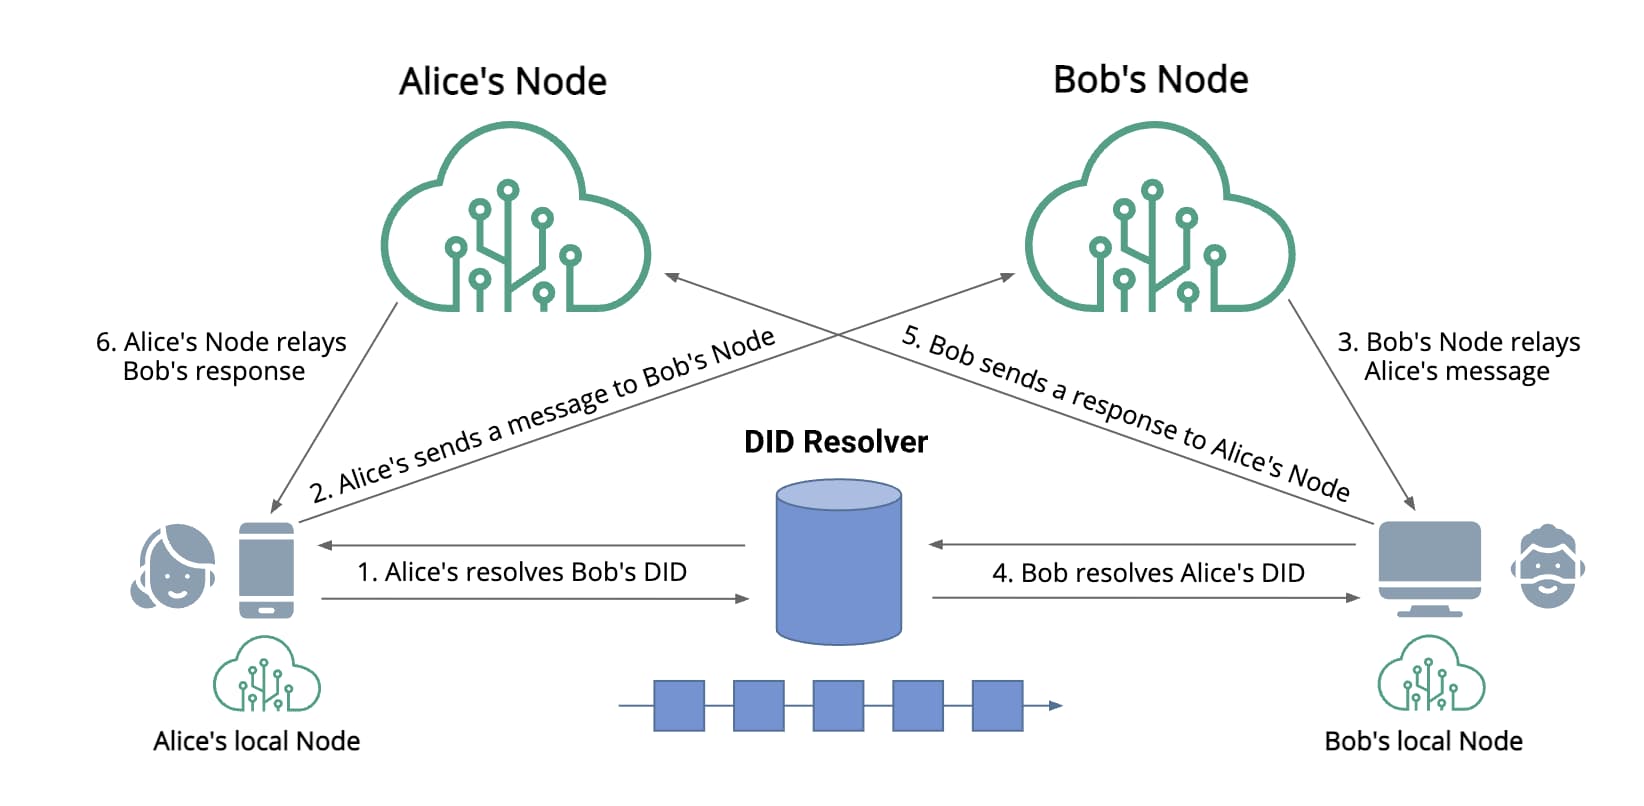 Alice's Node
Bob's Node
6. Alice's Node relays
Bob's response
2. Alice's sends a message to Bob's Node
5. Bob sends a response to Alice's Node
3. Bob's Node relays
Alice's message
DID Resolver
1. Alice's resolves Bob's DID
4. Bob resolves Alice's DID
Alice's local Node
Bob's local Node